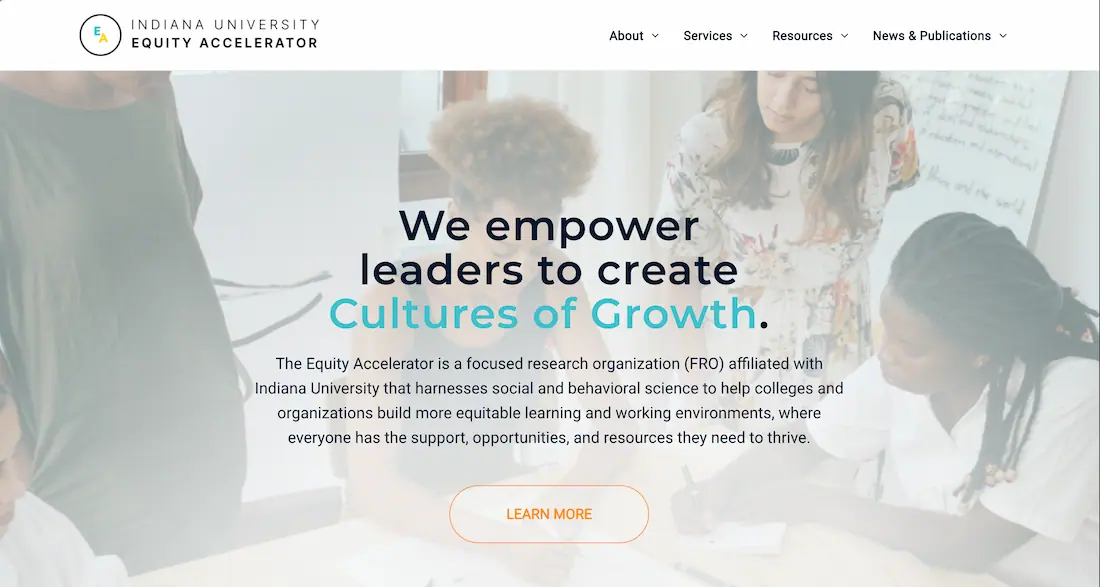 EA
INDIANA UNIVERSITY
EQUITY ACCELERATOR
About
Services
Resources
News & Publications
We empower
leaders to create
Cultures of Growth.
The Equity Accelerator is a focused research organization (FRO) affiliated with
Indiana University that harnesses social and behavioral science to help colleges and
organizations build more equitable learning and working environments, where
everyone has the support, opportunities, and resources they need to thrive.
LEARN MORE